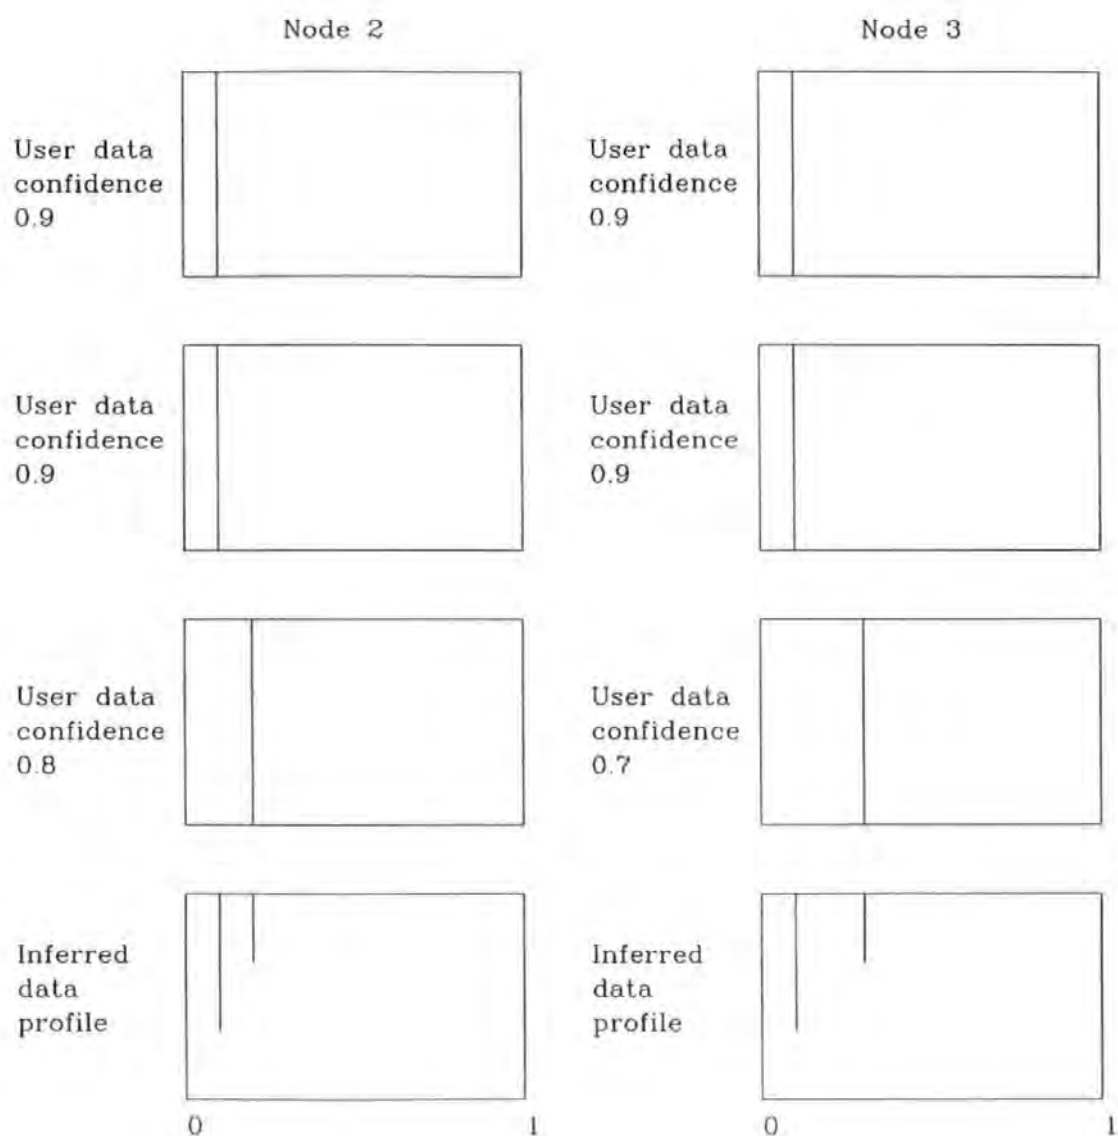 Node 2
Node 3
User data
confidence
0.9
User data
confidence
0.9
User data
confidence
0.9
User data
confidence
0.9
User data
confidence
0.8
User data
confidence
0.7
Inferred
data
profile
Inferred
data
profile
0 1
0 1